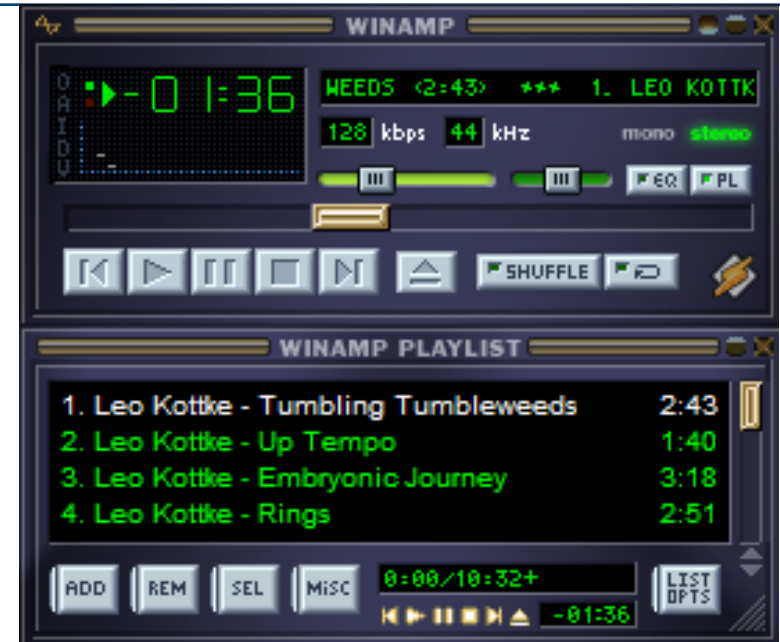 WINAMP
O
A
I
D
V
-01:36
WEEDS <2:43> *** 1. LEO KOTTK
128 kbps 44 kHz mono stereo
EQ PL
SHUFFLE
WINAMP PLAYLIST
1. Leo Kottke - Tumbling Tumbleweeds 2:43
2. Leo Kottke - Up Tempo 1:40
3. Leo Kottke - Embryonic Journey 3:18
4. Leo Kottke - Rings 2:51
ADD REM SEL MiSC 0:00/10:32+ LIST OPTS
-01:36